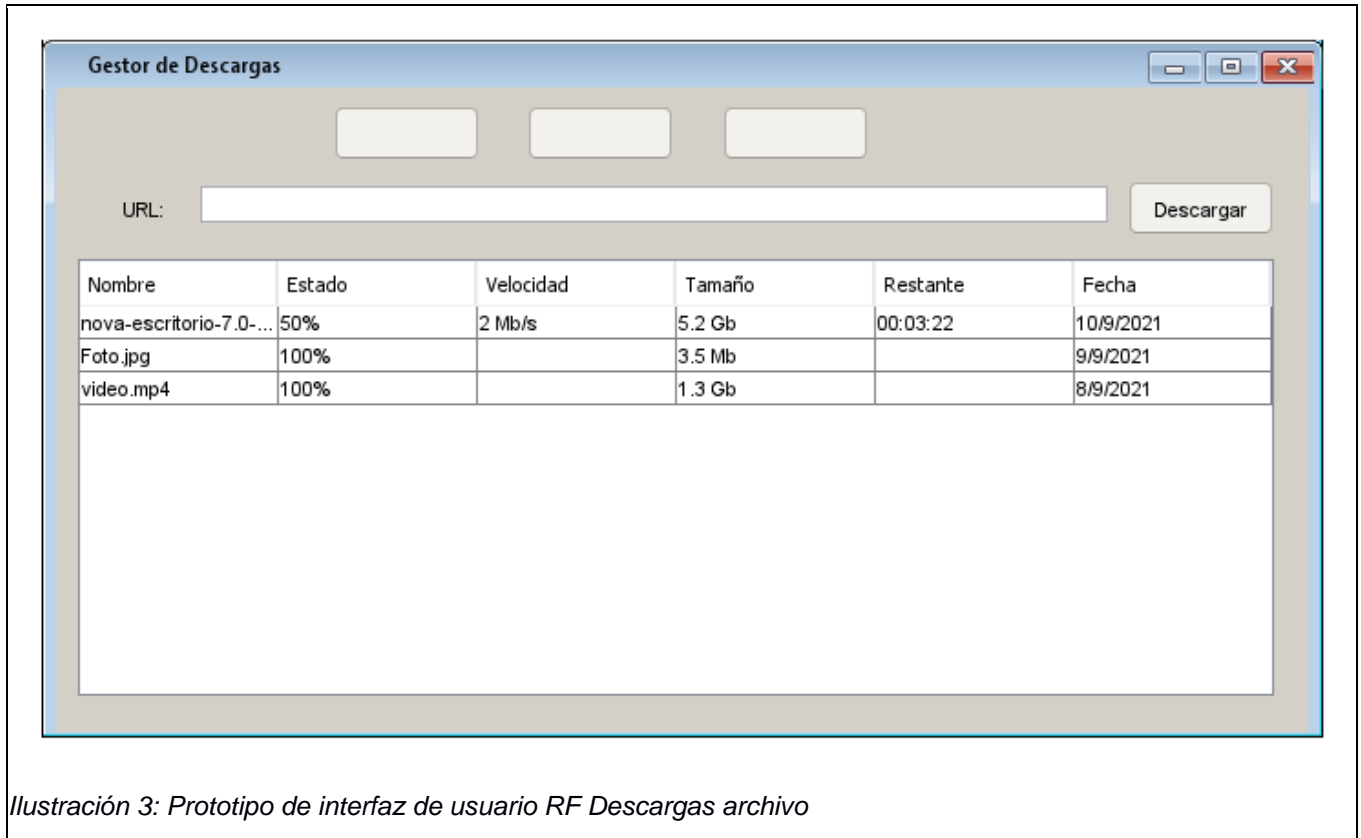 Gestor de Descargas
URL:
Descargar
Nombre Estado Velocidad Tamaño Restante Fecha
nova-escritorio-7.0-... 50% 2 Mb/s 5.2 Gb 00:03:22 10/9/2021
Foto.jpg 100% 3.5 Mb 9/9/2021
video.mp4 100% 1.3 Gb 8/9/2021
Ilustración 3: Prototipo de interfaz de usuario RF Descargas archivo